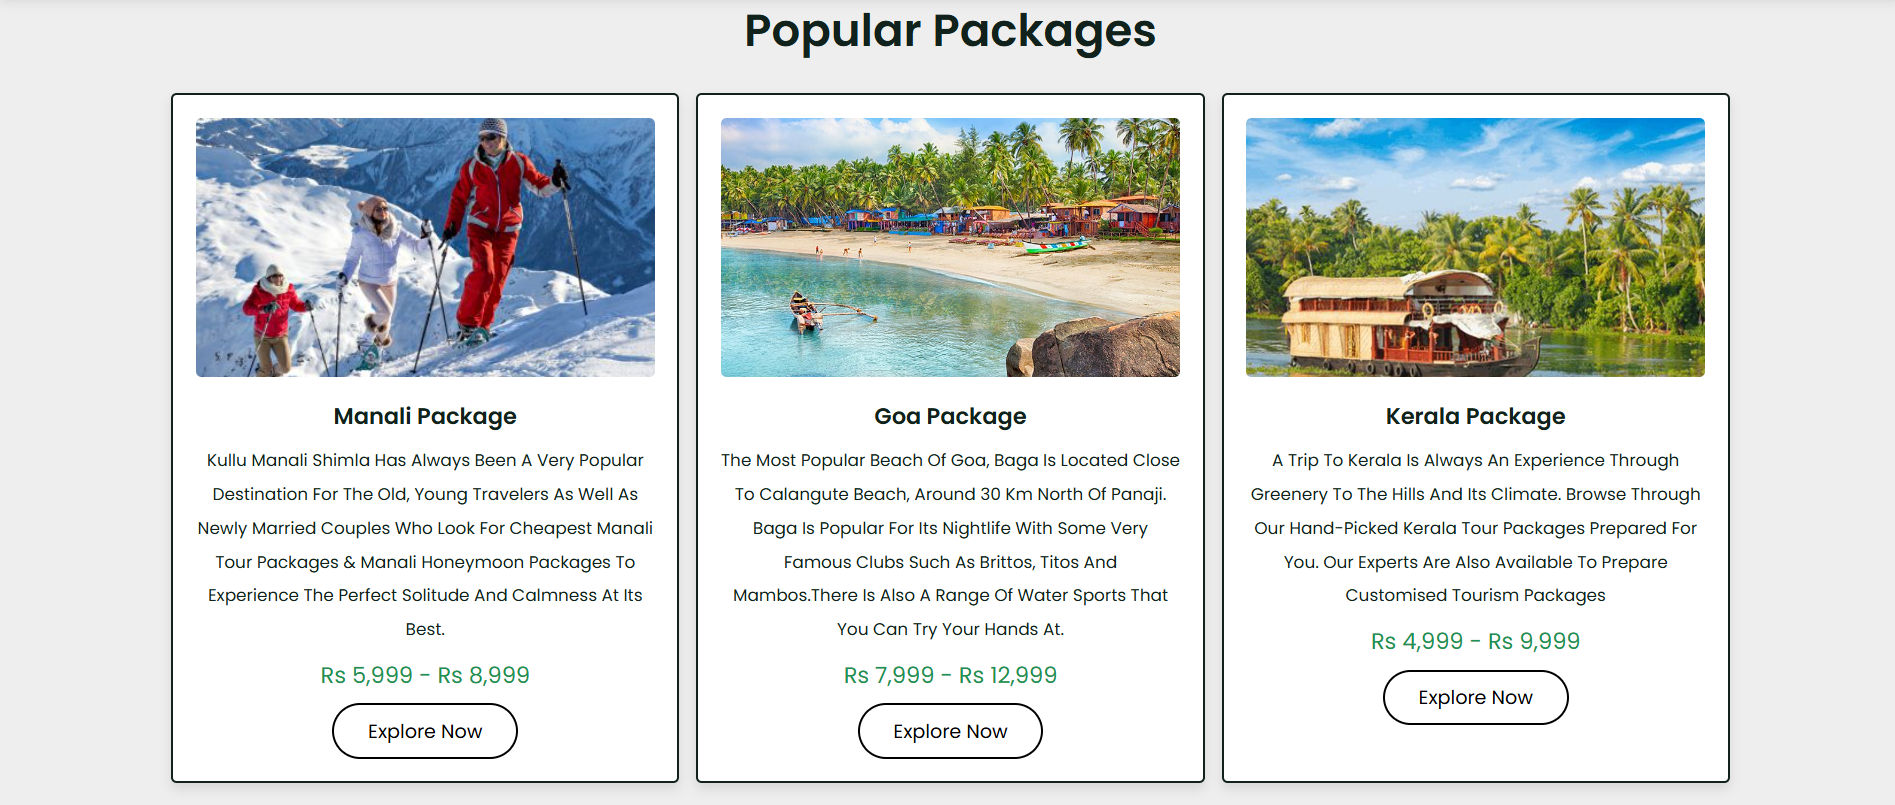 Popular Packages
Manali Package
Kullu Manali Shimla Has Always Been A Very Popular
Destination For The Old, Young Travelers As Well As
Newly Married Couples Who Look For Cheapest Manali
Tour Packages & Manali Honeymoon Packages To
Experience The Perfect Solitude And Calmness At Its
Best.
Rs 5,999 - Rs 8,999
Explore Now
Goa Package
The Most Popular Beach Of Goa, Baga Is Located Close
To Calangute Beach, Around 30 Km North Of Panaji.
Baga Is Popular For Its Nightlife With Some Very
Famous Clubs Such As Brittos, Titos And
Mambos.There Is Also A Range Of Water Sports That
You Can Try Your Hands At.
Rs 7,999 - Rs 12,999
Explore Now
Kerala Package
A Trip To Kerala Is Always An Experience Through
Greenery To The Hills And Its Climate. Browse Through
Our Hand-Picked Kerala Tour Packages Prepared For
You. Our Experts Are Also Available To Prepare
Customised Tourism Packages
Rs 4,999 - Rs 9,999
Explore Now